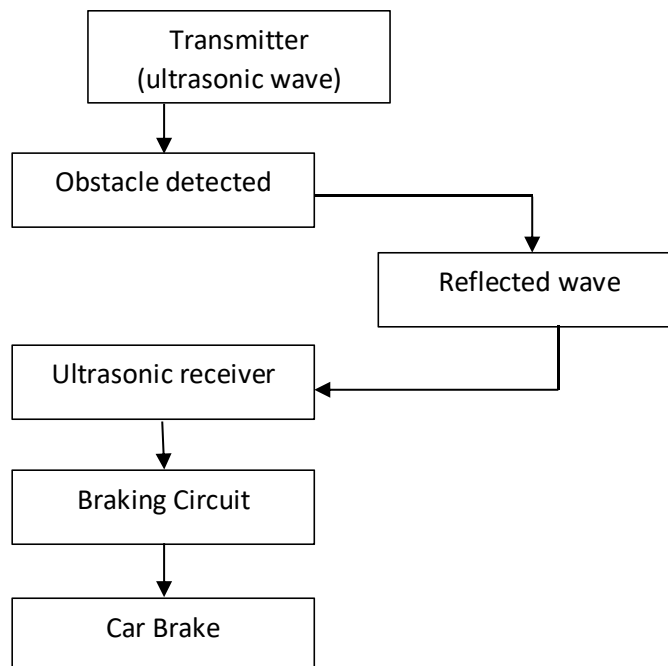 Transmitter
(ultrasonic wave)
Obstacle detected
Reflected wave
Ultrasonic receiver
Braking Circuit
Car Brake